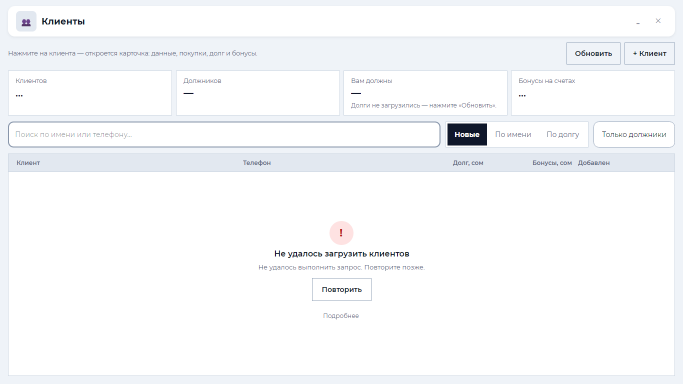 Клиенты
Нажмите на клиента — откроется карточка: данные, покупки, долг и бонусы.
Обновить
+ Клиент
Клиентов
...
Должников
—
Вам должны
—
Долги не загрузились — нажмите «Обновить».
Бонусы на счетах
...
Поиск по имени или телефону...
Новые
По имени
По долгу
Только должники
Клиент Телефон Долг, сом Бонусы, сом Добавлен
!
Не удалось загрузить клиентов
Не удалось выполнить запрос. Повторите позже.
Повторить
Подробнее